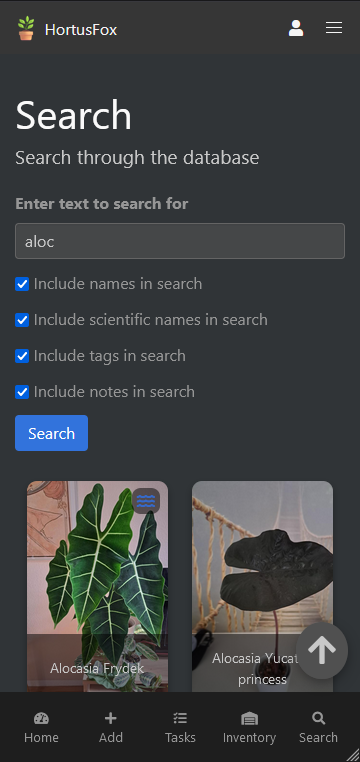 HortusFox
Search
Search through the database
Enter text to search for
aloc
Include names in search
Include scientific names in search
Include tags in search
Include notes in search
Search
Alocasia Frydek
Alocasia Yucat
princess
Home
Add
Tasks
Inventory
Search